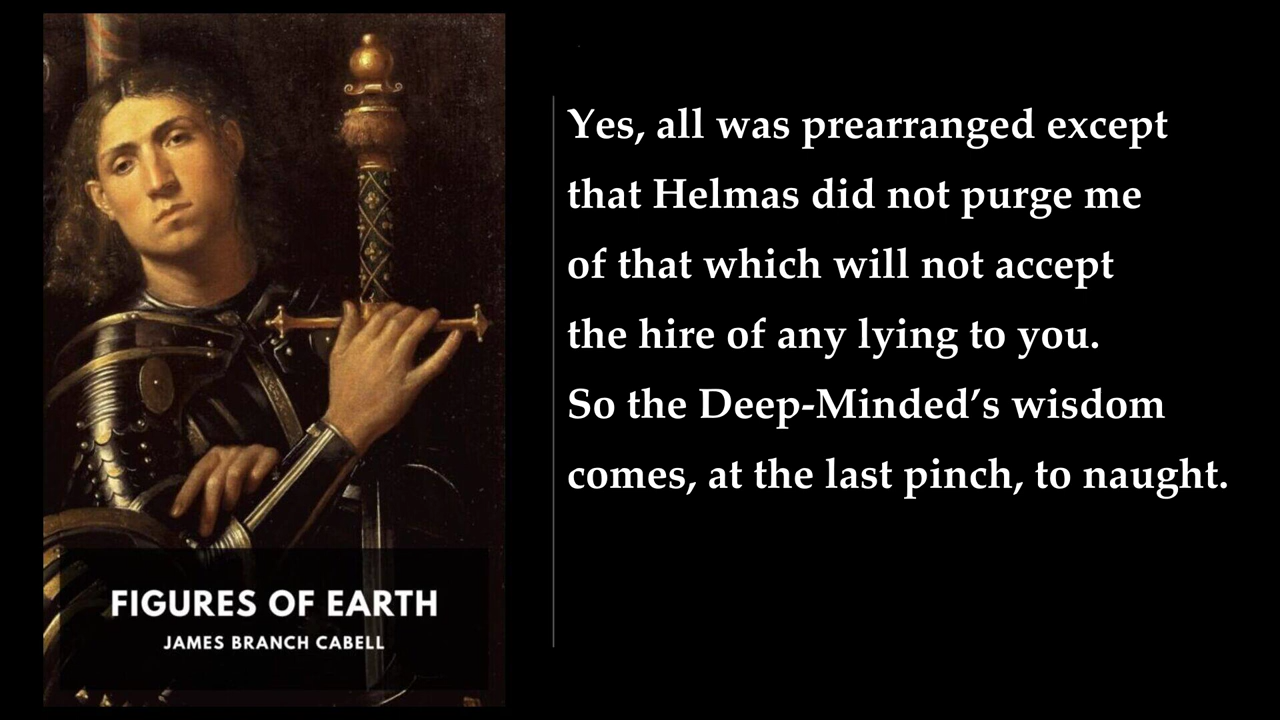 FIGURES OF EARTH
JAMES BRANCH CABELL
Yes, all was prearranged except
that Helmas did not purge me
of that which will not accept
the hire of any lying to you.
So the Deep-Minded’s wisdom
comes, at the last pinch, to naught.